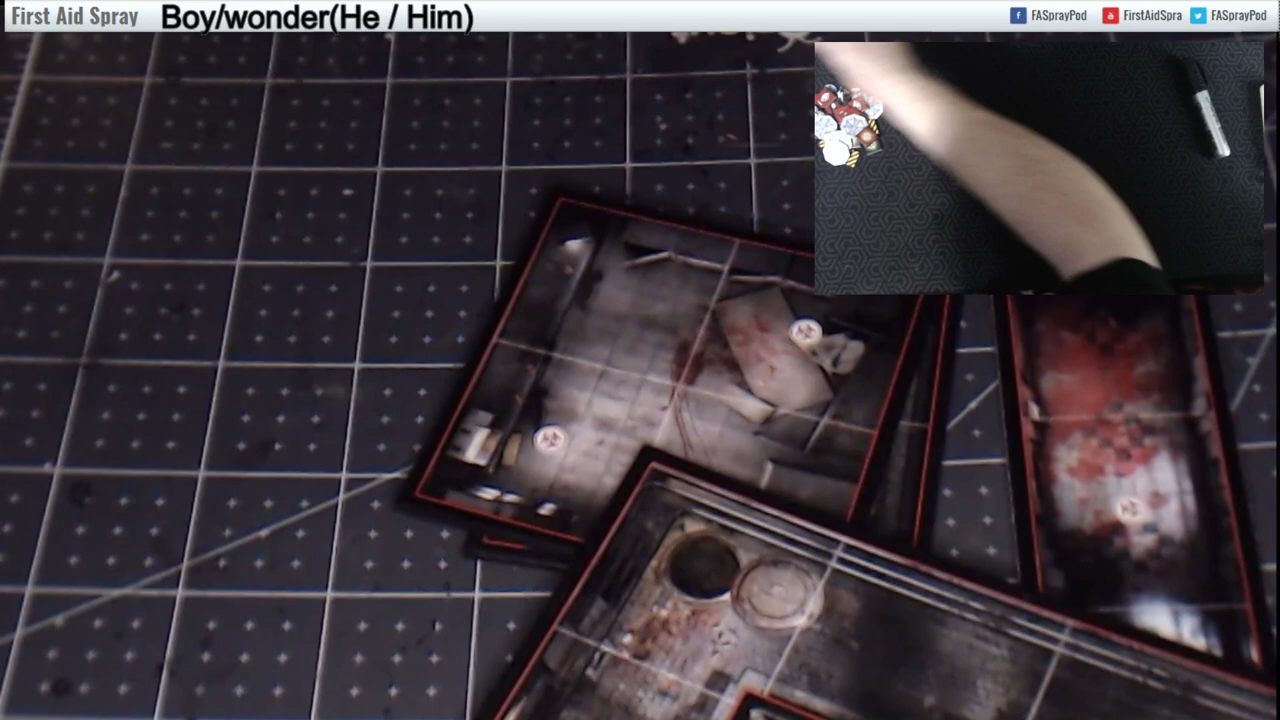 First Aid Spray
Boy/wonder(He / Him)
FASprayPod
FirstAidSpra
FASprayPod